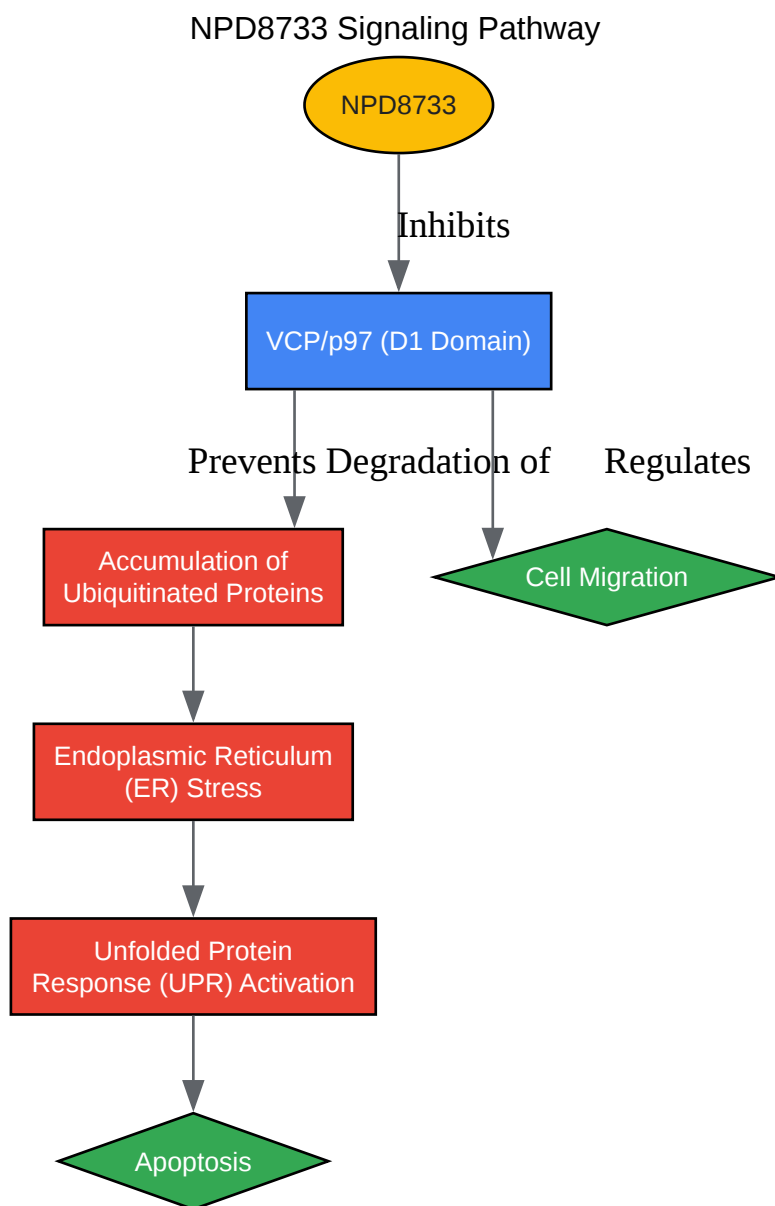 NPD8733 Signaling Pathway
NPD8733
Inhibits
VCP/p97 (D1 Domain)
Prevents Degradation of
Regulates
Accumulation of
Ubiquitinated Proteins
Cell Migration
Endoplasmic Reticulum
(ER) Stress
Unfolded Protein
Response (UPR) Activation
Apoptosis